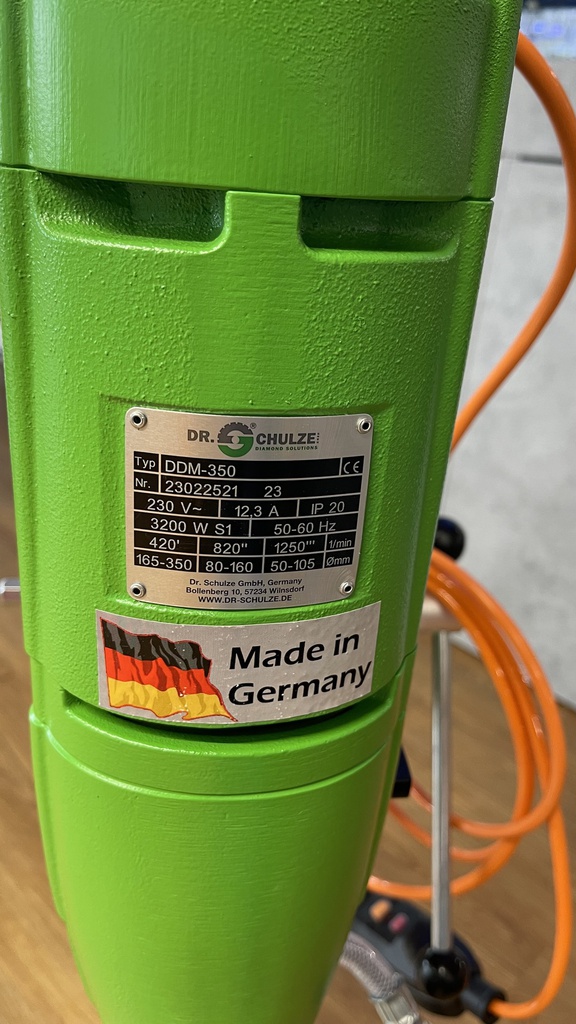 DR. SCHULZE
DIAMOND SOLUTIONS
Typ DDM-350 CE
Nr. 23022521 23
230 V~ 12,3 A IP 20
3200 W S1 50-60 Hz
420' 820'' 1250''' 1/min
165-350 80-160 50-105 Ømm
Dr. Schulze GmbH, Germany
Bollenberg 10, 57234 Wilnsdorf
WWW.DR-SCHULZE.DE
Made in
Germany